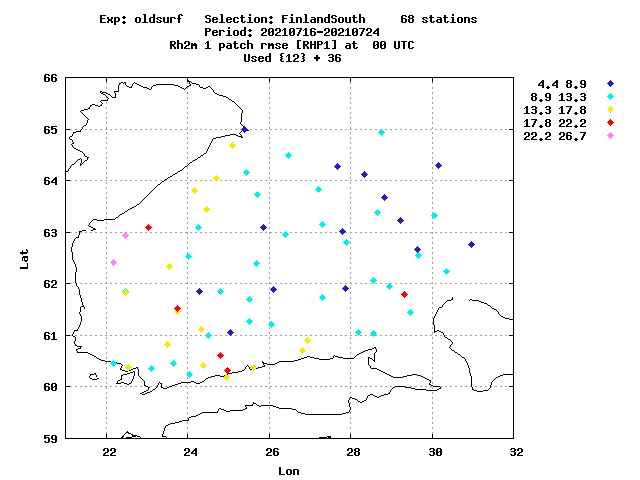 Exp: oldsurf   Selection: FinlandSouth     68 stations
Period: 20210716-20210724
Rh2m 1 patch rmse [RHP1] at  00 UTC
Used {12} + 36
4.4 8.9
8.9 13.3
13.3 17.8
17.8 22.2
22.2 26.7
66
65
64
63
62
61
60
59
Lat
22 24 26 28 30 32
Lon